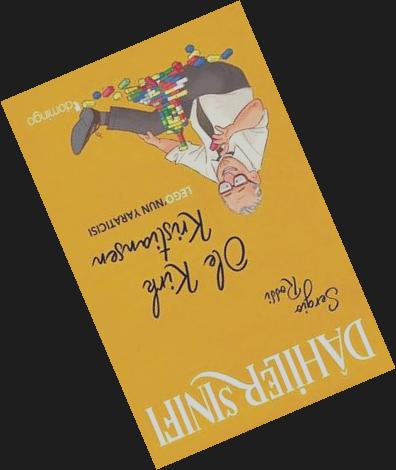 DÂHİLER SINIFI
Sergio
Rossi
Ole Kirk
Kristiansen
LEGO'NUN YARATICISI
domingo